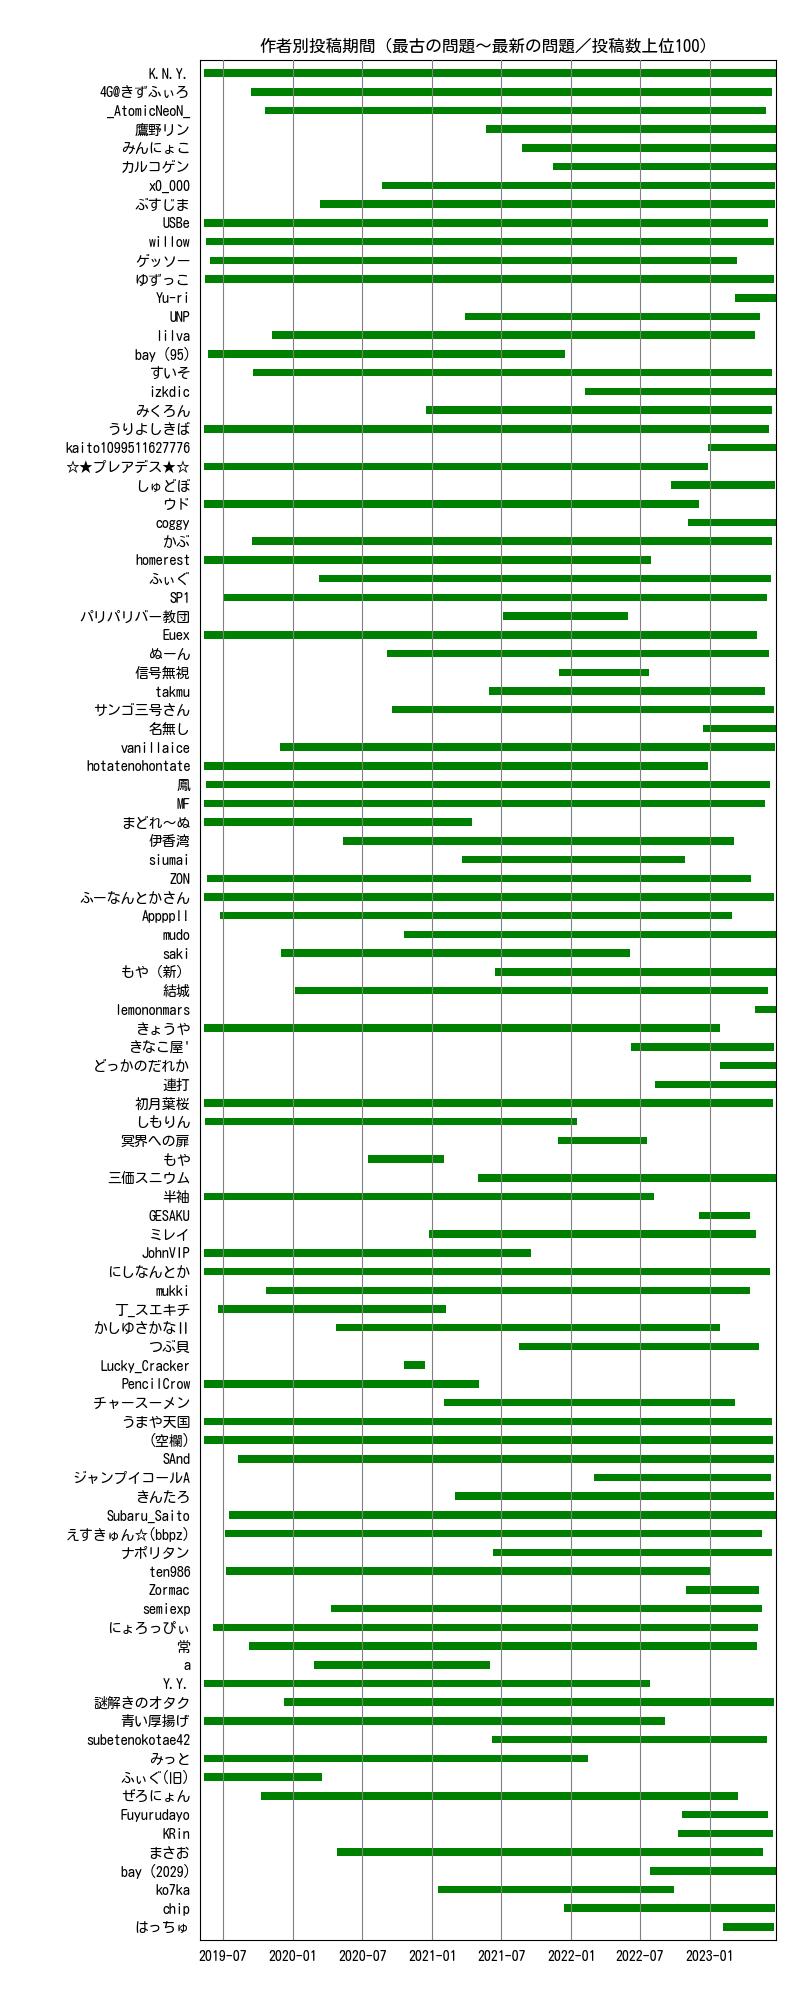 作者別投稿期間（最古の問題～最新の問題／投稿数上位100）
K.N.Y.
4G@きずふぃろ
_AtomicNeoN_
鷹野リン
みんにょこ
カルコゲン
x0_000
ぶすじま
USBe
willow
ゲッソー
ゆずっこ
Yu-ri
UNP
lilva
bay (95)
すいそ
izkdic
みくろん
うりよしきば
kaito1099511627776
☆★プレアデス★☆
しゅどぼ
ウド
coggy
かぶ
homerest
ふぃぐ
SP1
パリパリバー教団
Euex
ぬーん
信号無視
takmu
サンゴ三号さん
名無し
vanillaice
hotatenohontate
鳳
MF
まどれ～ぬ
伊香湾
siumai
ZON
ふーなんとかさん
AppppII
mudo
saki
もや（新）
結城
lemononmars
きょうや
きなこ屋'
どっかのだれか
連打
初月葉桜
しもりん
冥界への扉
もや
三価スニウム
半袖
GESAKU
ミレイ
JohnVIP
にしなんとか
mukki
丁_スエキチ
かしゆさかなⅡ
つぶ貝
Lucky_Cracker
PencilCrow
チャースーメン
うまや天国
(空欄)
SAnd
ジャンプイコールA
きんたろ
Subaru_Saito
えすきゅん☆(bbpz)
ナポリタン
ten986
Zormac
semiexp
にょろっぴぃ
常
a
Y.Y.
謎解きのオタク
青い厚揚げ
subetenokotae42
みっと
ふぃぐ(旧)
ぜろにょん
Fuyurudayo
KRin
まさお
bay (2029)
ko7ka
chip
はっちゅ
2019-07 2020-01 2020-07 2021-01 2021-07 2022-01 2022-07 2023-01